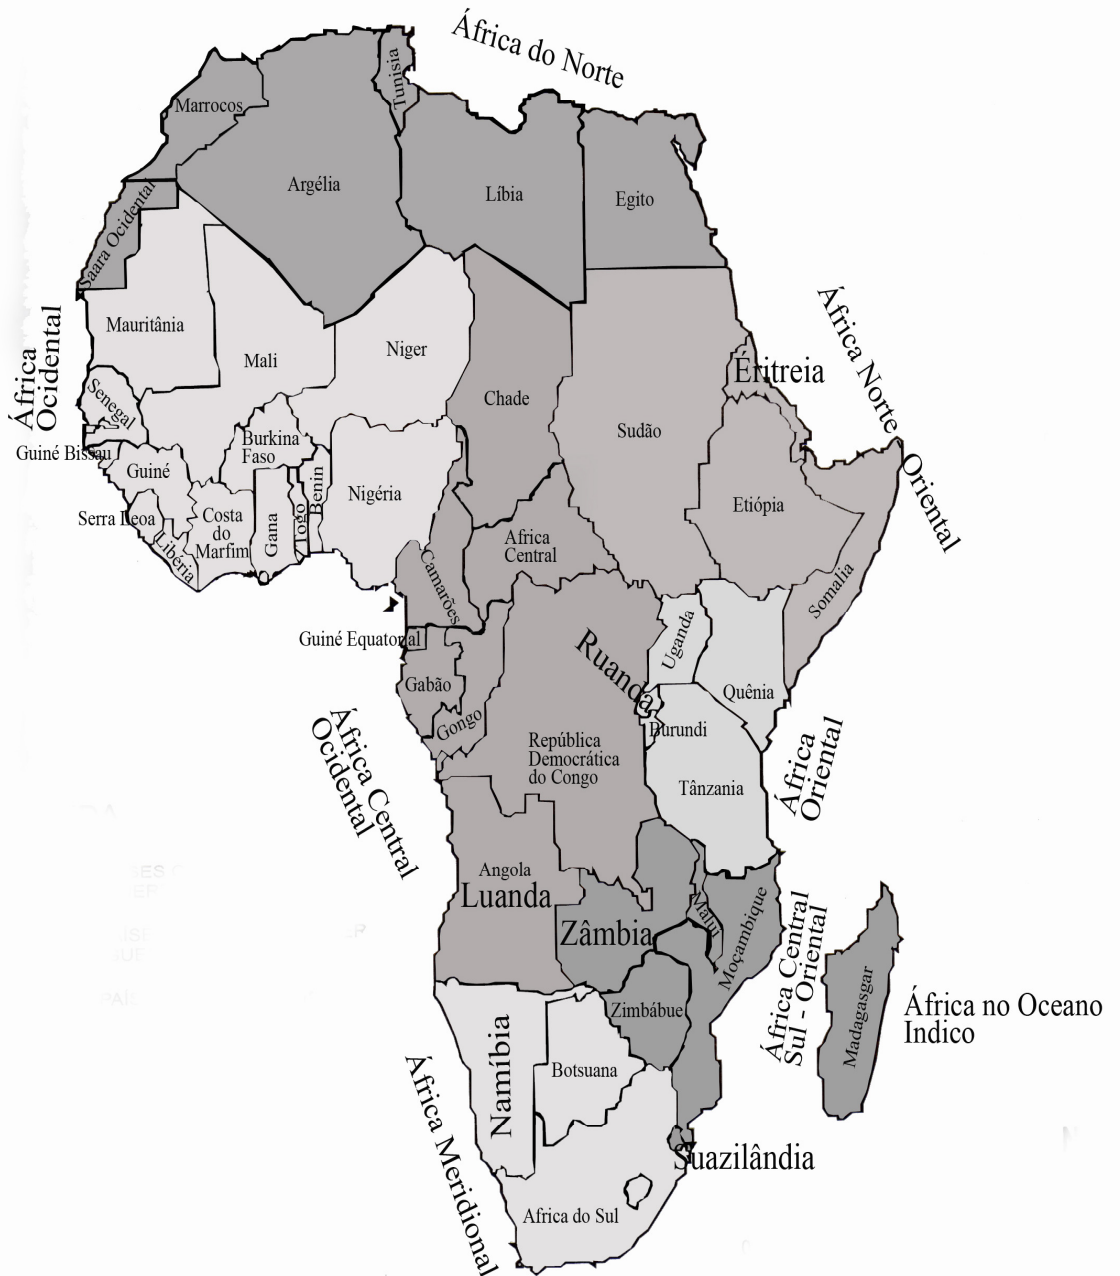 África do Norte
Tunisia
Marrocos
Argélia
Líbia
Egito
Saara Ocidental
África
Ocidental
Mauritânia
Mali
Niger
Chade
Sudão
Éritreia
África Norte Oriental
Senegal
Guiné Bissau
Guiné
Burkina
Faso
Benin
Nigéria
Etiópia
Serra Leoa
Libéria
Costa
do
Marfim
Gana
Togo
Africa
Central
Camarões
Somalia
Guiné Equatorial
Uganda
Ruanda
Quênia
Gabão
Gongo
Burundi
República
Democrática
do Congo
Tânzania
África
Oriental
África Central
Ocidental
Angola
Luanda
Zâmbia
Malui
Moçambique
África Central
Sul - Oriental
Madagasgar
África no Oceano
Indico
Zimbábue
Namíbia
Botsuana
África Meridional
Suazilândia
Africa do Sul